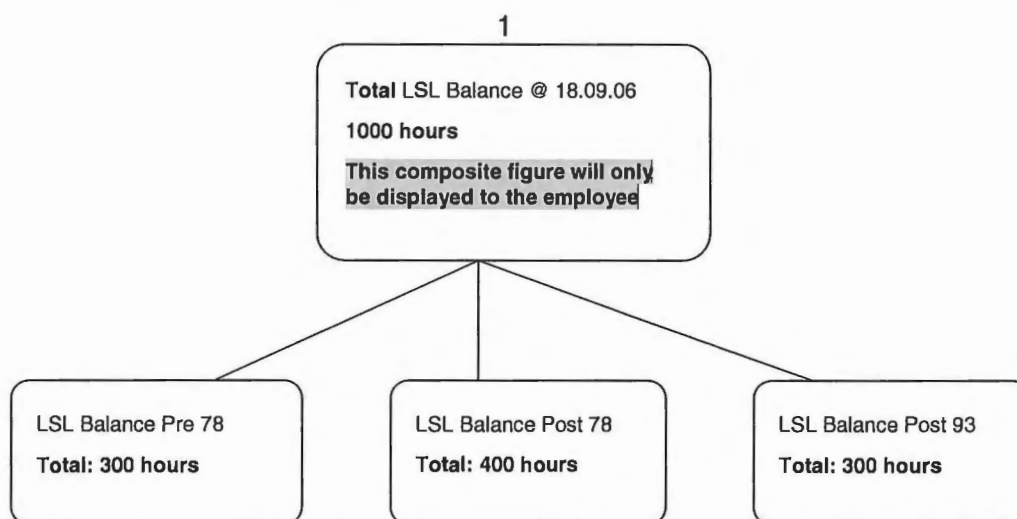 1
Total LSL Balance @ 18.09.06
1000 hours
This composite figure will only
be displayed to the employee
LSL Balance Pre 78
Total: 300 hours
LSL Balance Post 78
Total: 400 hours
LSL Balance Post 93
Total: 300 hours